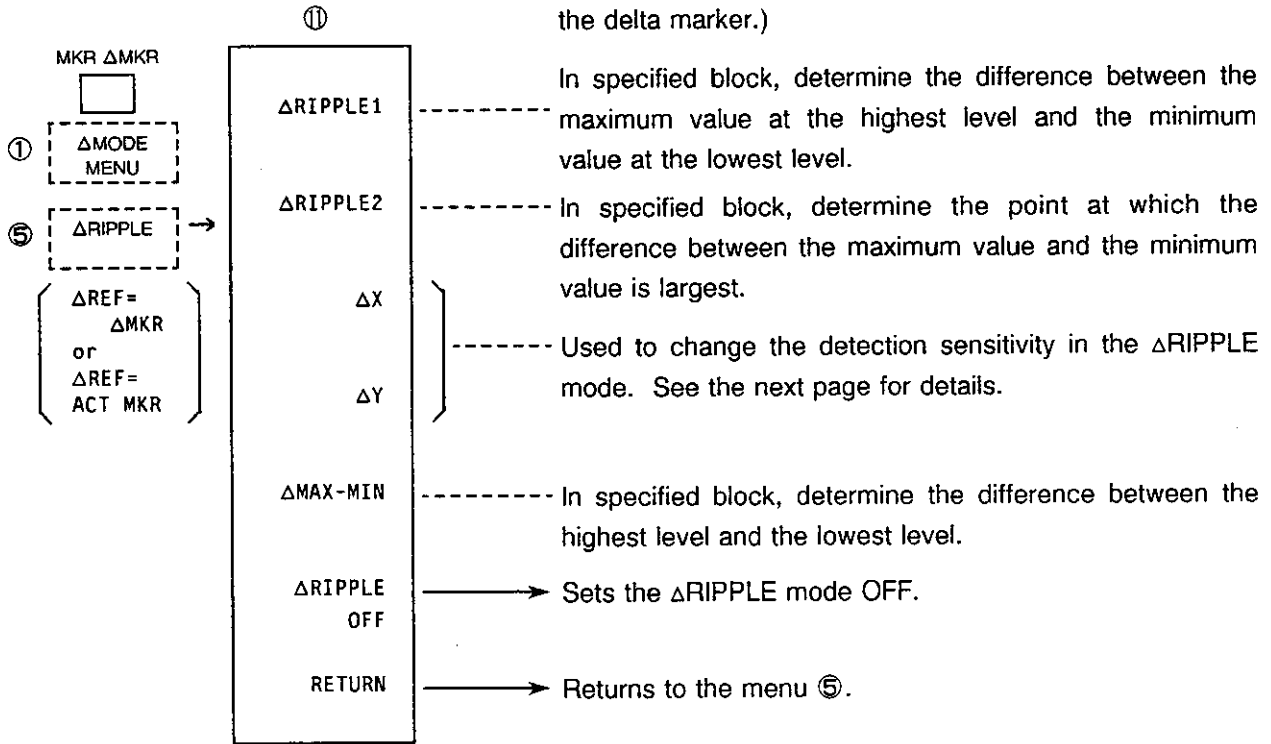 ⑪
the delta marker.)
MKR ΔMKR
① ΔMODE
MENU
⑤ ΔRIPPLE →
ΔREF=
ΔMKR
or
ΔREF=
ACT MKR
ΔRIPPLE1
In specified block, determine the difference between the
maximum value at the highest level and the minimum
value at the lowest level.
ΔRIPPLE2
In specified block, determine the point at which the
difference between the maximum value and the minimum
value is largest.
ΔX
ΔY
Used to change the detection sensitivity in the ΔRIPPLE
mode. See the next page for details.
ΔMAX-MIN
In specified block, determine the difference between the
highest level and the lowest level.
ΔRIPPLE
OFF
Sets the ΔRIPPLE mode OFF.
RETURN
Returns to the menu ⑤.